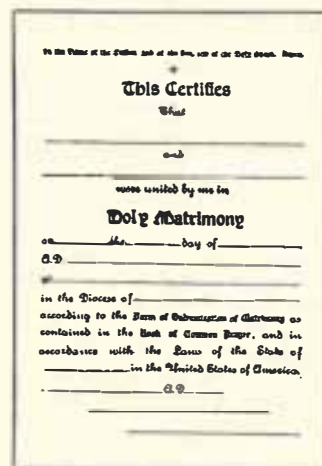 In the Name of the Father and of the Son, and of the Holy Ghost. Amen.
This Certifies
That
and
were united by me in
Holy Matrimony
on the day of
A.D.
in the Diocese of
according to the Form of Solemnization of Matrimony as
contained in the Book of Common Prayer, and in
accordance with the Laws of the State of
in the United States of America.
A.D.